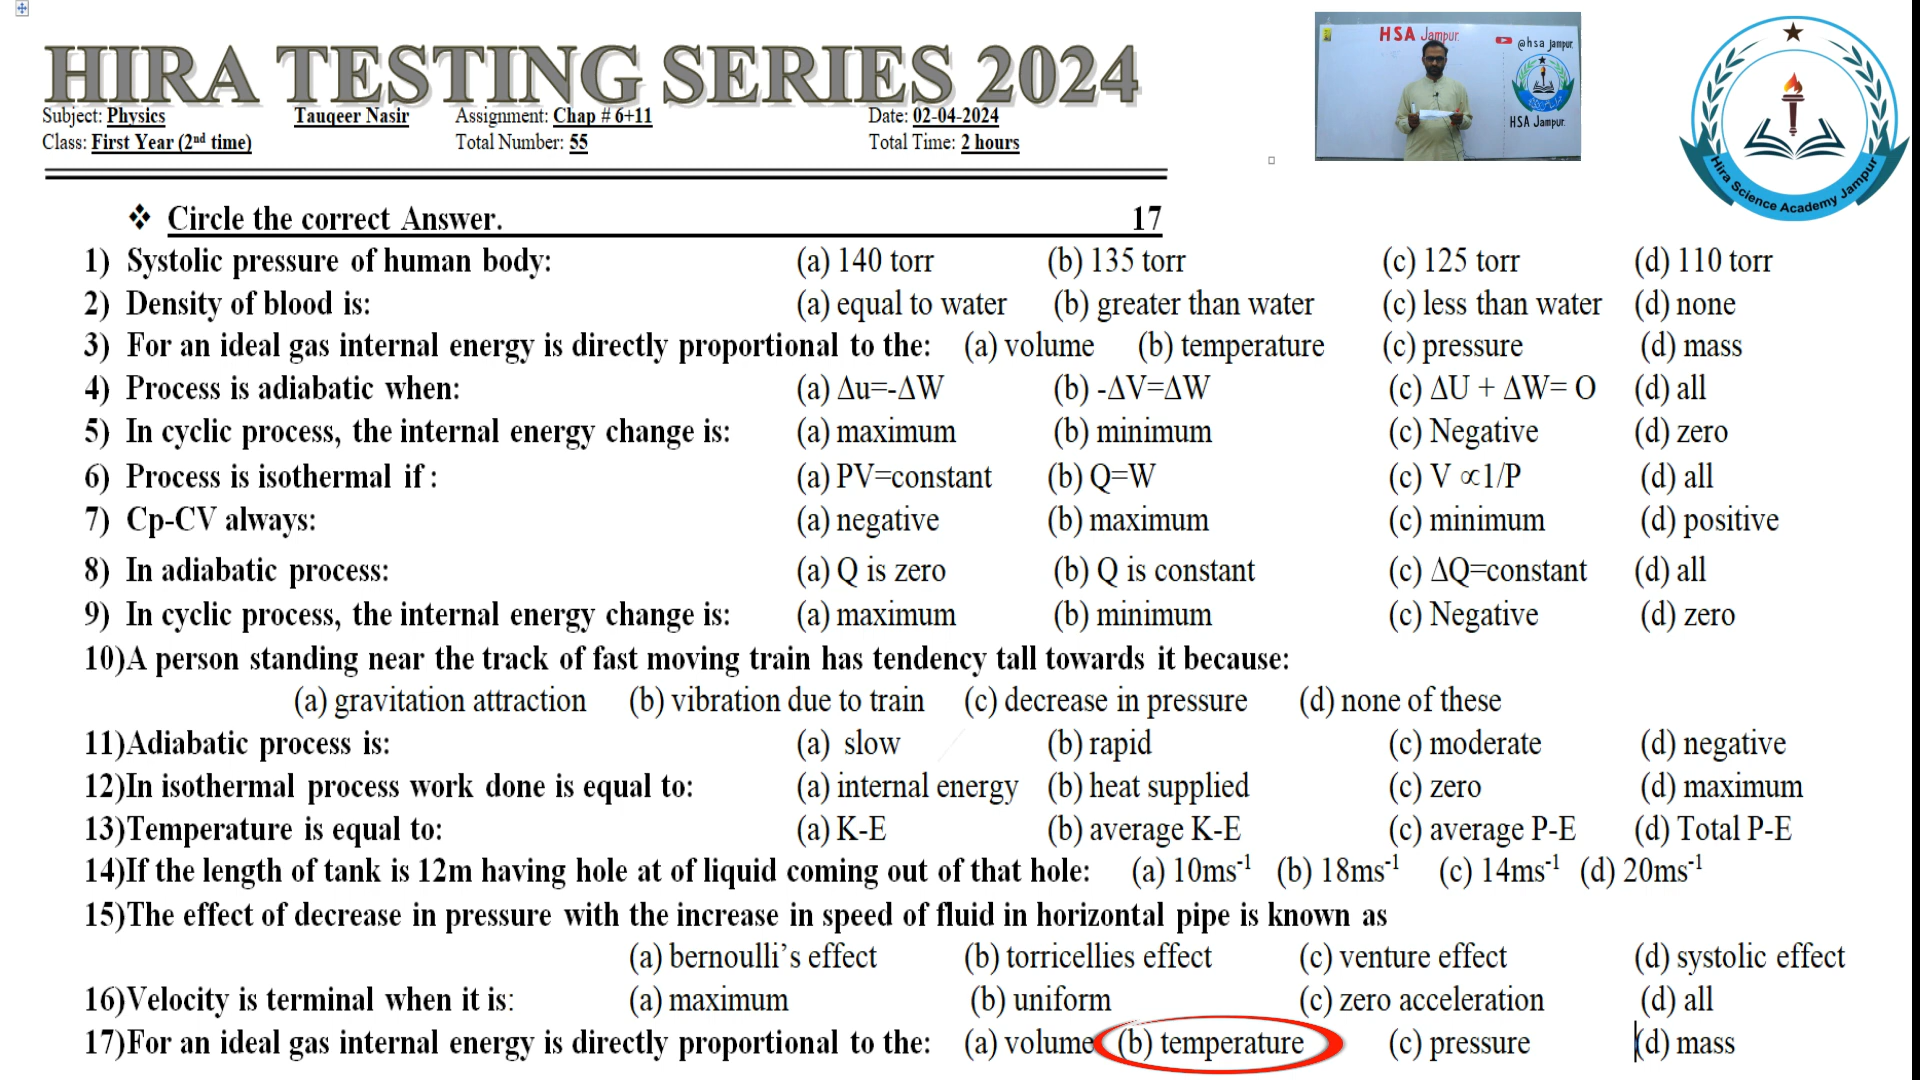 HIRA TESTING SERIES 2024
Subject: Physics Tauqeer Nasir Assignment: Chap # 6+11 Date: 02-04-2024
Class: First Year (2nd time) Total Number: 55 Total Time: 2 hours
HSA Jampur.
@hsa jampur.
HSA Jampur.
Hira Science Academy Jampur
❖ Circle the correct Answer. 17
1) Systolic pressure of human body: (a) 140 torr (b) 135 torr (c) 125 torr (d) 110 torr
2) Density of blood is: (a) equal to water (b) greater than water (c) less than water (d) none
3) For an ideal gas internal energy is directly proportional to the: (a) volume (b) temperature (c) pressure (d) mass
4) Process is adiabatic when: (a) Δu=-ΔW (b) -ΔV=ΔW (c) ΔU + ΔW= O (d) all
5) In cyclic process, the internal energy change is: (a) maximum (b) minimum (c) Negative (d) zero
6) Process is isothermal if : (a) PV=constant (b) Q=W (c) V ∝1/P (d) all
7) Cp-CV always: (a) negative (b) maximum (c) minimum (d) positive
8) In adiabatic process: (a) Q is zero (b) Q is constant (c) ΔQ=constant (d) all
9) In cyclic process, the internal energy change is: (a) maximum (b) minimum (c) Negative (d) zero
10)A person standing near the track of fast moving train has tendency tall towards it because:
(a) gravitation attraction (b) vibration due to train (c) decrease in pressure (d) none of these
11)Adiabatic process is: (a) slow (b) rapid (c) moderate (d) negative
12)In isothermal process work done is equal to: (a) internal energy (b) heat supplied (c) zero (d) maximum
13)Temperature is equal to: (a) K-E (b) average K-E (c) average P-E (d) Total P-E
14)If the length of tank is 12m having hole at of liquid coming out of that hole: (a) 10ms-1 (b) 18ms-1 (c) 14ms-1 (d) 20ms-1
15)The effect of decrease in pressure with the increase in speed of fluid in horizontal pipe is known as
(a) bernoulli’s effect (b) torricellies effect (c) venture effect (d) systolic effect
16)Velocity is terminal when it is: (a) maximum (b) uniform (c) zero acceleration (d) all
17)For an ideal gas internal energy is directly proportional to the: (a) volume (b) temperature (c) pressure (d) mass